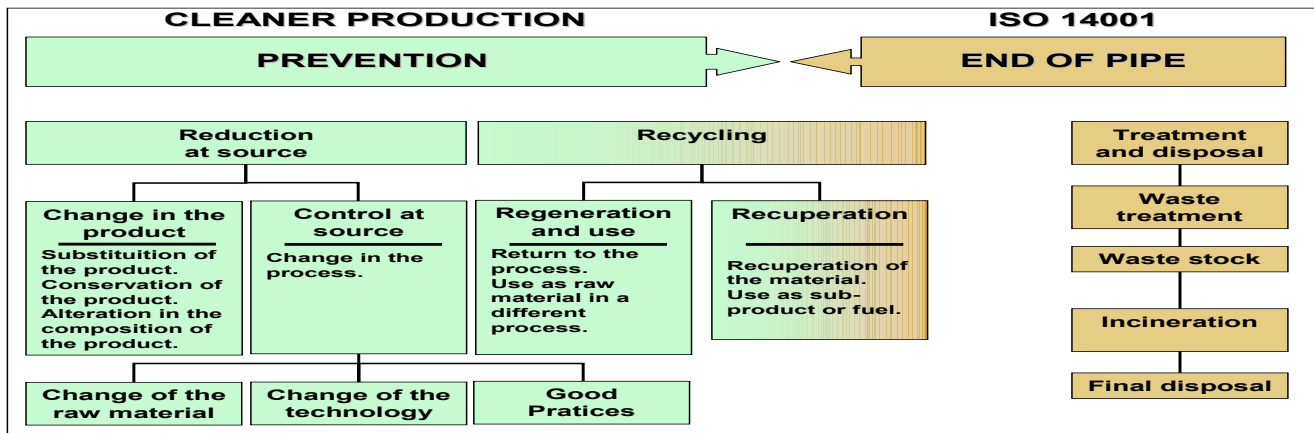 CLEANER PRODUCTION
ISO 14001
PREVENTION
END OF PIPE
Reduction
at source
Recycling
Treatment
and disposal
Change in the
product
Substituition of
the product.
Conservation of
the product.
Alteration in the
composition of
the product.
Control at
source
Change in the
process.
Regeneration
and use
Return to the
process.
Use as raw
material in a
different
process.
Recuperation
Recuperation of
the material.
Use as sub-
product or fuel.
Waste
treatment
Waste stock
Incineration
Final disposal
Change of the
raw material
Change of the
technology
Good
Pratices